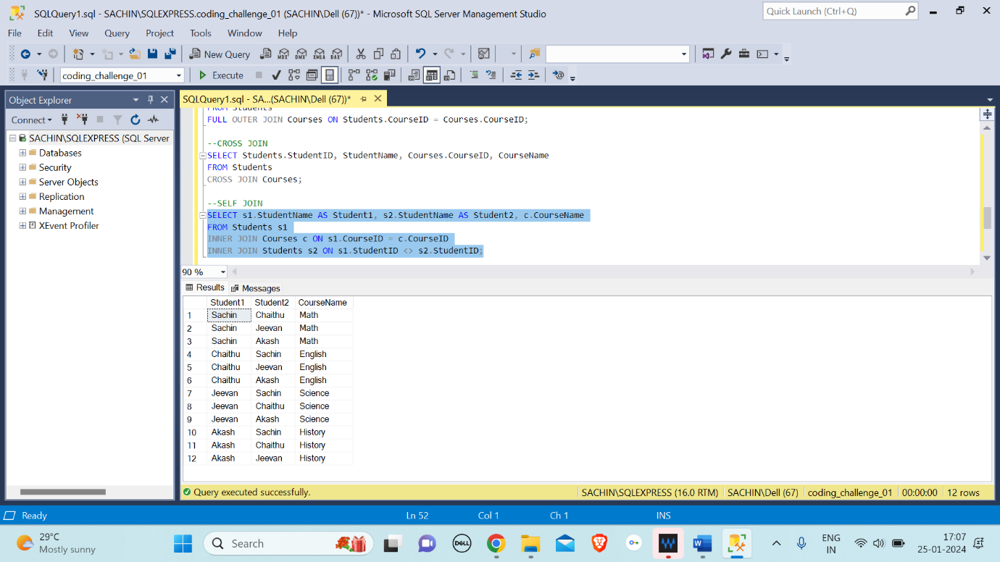 SQLQuery1.sql - SACHIN\SQLEXPRESS.coding_challenge_01 (SACHIN\Dell (67))* - Microsoft SQL Server Management Studio
Quick Launch (Ctrl+Q)
File Edit View Query Project Tools Window Help
New Query
MDX DMX XMLA DAX
coding_challenge_01
Execute
Object Explorer
SQLQuery1.sql - SA...(SACHIN\Dell (67))*
Connect
SACHIN\SQLEXPRESS (SQL Server
Databases
Security
Server Objects
Replication
Management
XEvent Profiler
FROM Students
FULL OUTER JOIN Courses ON Students.CourseID = Courses.CourseID;
--CROSS JOIN
SELECT Students.StudentID, StudentName, Courses.CourseID, CourseName
FROM Students
CROSS JOIN Courses;
--SELF JOIN
SELECT s1.StudentName AS Student1, s2.StudentName AS Student2, c.CourseName
FROM Students s1
INNER JOIN Courses c ON s1.CourseID = c.CourseID
INNER JOIN Students s2 ON s1.StudentID <> s2.StudentID;
90 %
Results Messages
Student1 Student2 CourseName
1 Sachin Chaithu Math
2 Sachin Jeevan Math
3 Sachin Akash Math
4 Chaithu Sachin English
5 Chaithu Jeevan English
6 Chaithu Akash English
7 Jeevan Sachin Science
8 Jeevan Chaithu Science
9 Jeevan Akash Science
10 Akash Sachin History
11 Akash Chaithu History
12 Akash Jeevan History
Query executed successfully.
SACHIN\SQLEXPRESS (16.0 RTM) SACHIN\Dell (67) coding_challenge_01 00:00:00 12 rows
Ready
Ln 52 Col 1 Ch 1 INS
29°C
Mostly sunny
Search
DELL
ENG
IN
17:07
25-01-2024